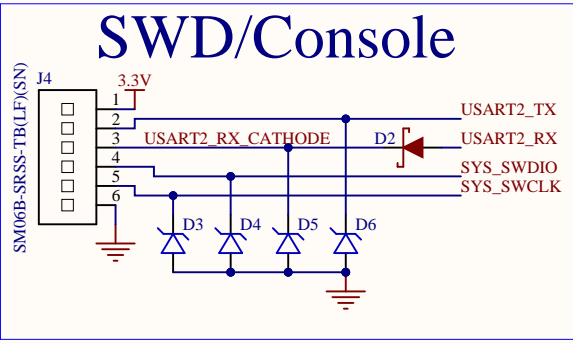 SWD/Console
J4
SM06B-SRSS-TB(LF)(SN)
3.3V
1
2
3
4
5
6
USART2_TX
USART2_RX_CATHODE
D2
USART2_RX
SYS_SWDIO
SYS_SWCLK
D3
D4
D5
D6